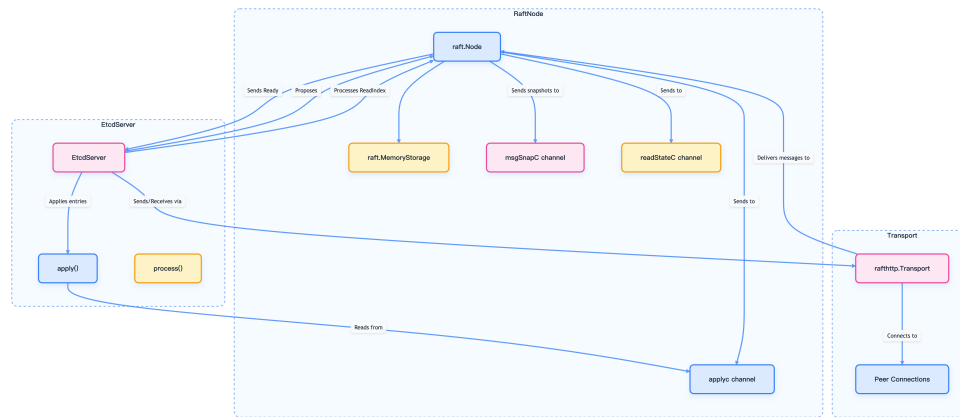 RaftNode
raft.Node
Sends Ready
Proposes
Processes ReadIndex
Sends snapshots to
Sends to
EtcdServer
EtcdServer
raft.MemoryStorage
msgSnapC channel
readStateC channel
Delivers messages to
Applies entries
Sends/Receives via
Sends to
Transport
apply()
process()
rafthttp.Transport
Reads from
Connects to
applyc channel
Peer Connections